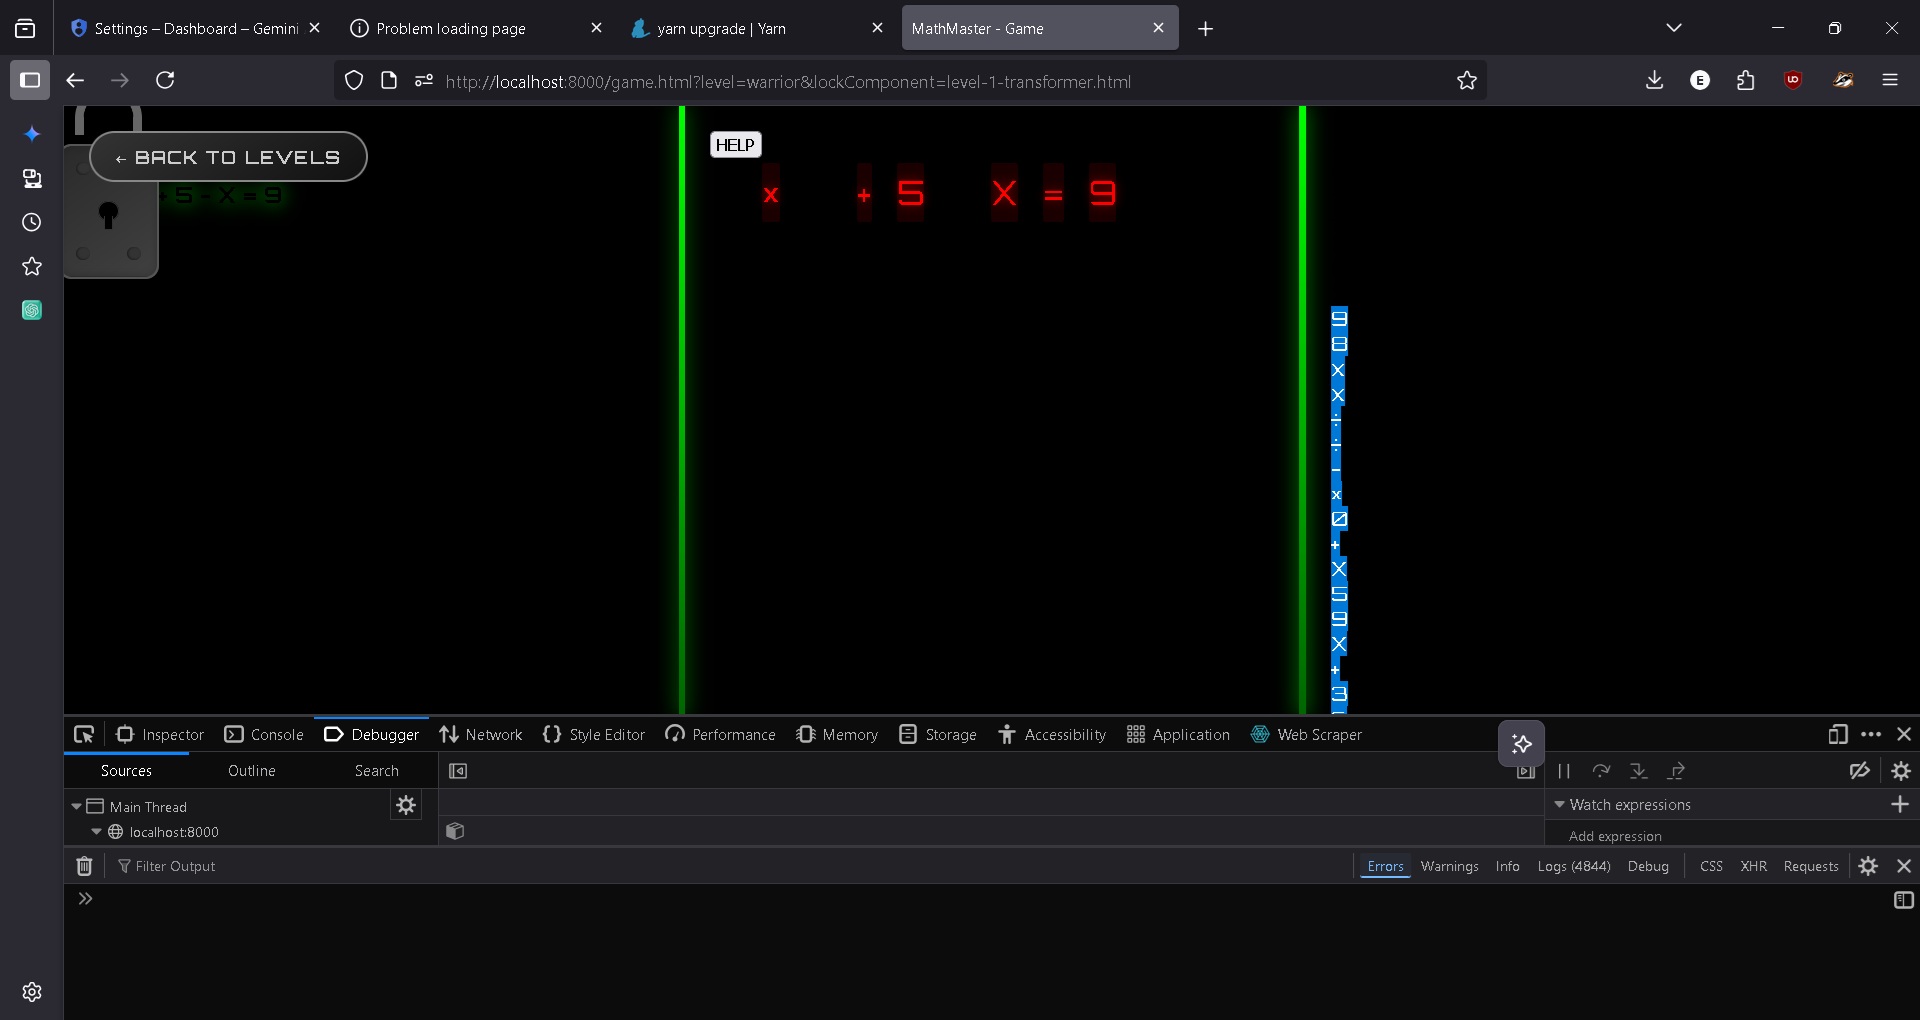 Settings – Dashboard – Gemini
Problem loading page
yarn upgrade | Yarn
MathMaster - Game
http://localhost:8000/game.html?level=warrior&lockComponent=level-1-transformer.html
E
← BACK TO LEVELS
+ 5 - X = 9
HELP
x + 5 X = 9
9
8
X
X
÷
÷
-
x
0
+
X
5
9
X
+
3
Inspector
Console
Debugger
Network
Style Editor
Performance
Memory
Storage
Accessibility
Application
Web Scraper
Sources
Outline
Search
Main Thread
localhost:8000
Watch expressions
Add expression
Filter Output
Errors
Warnings
Info
Logs (4844)
Debug
CSS
XHR
Requests